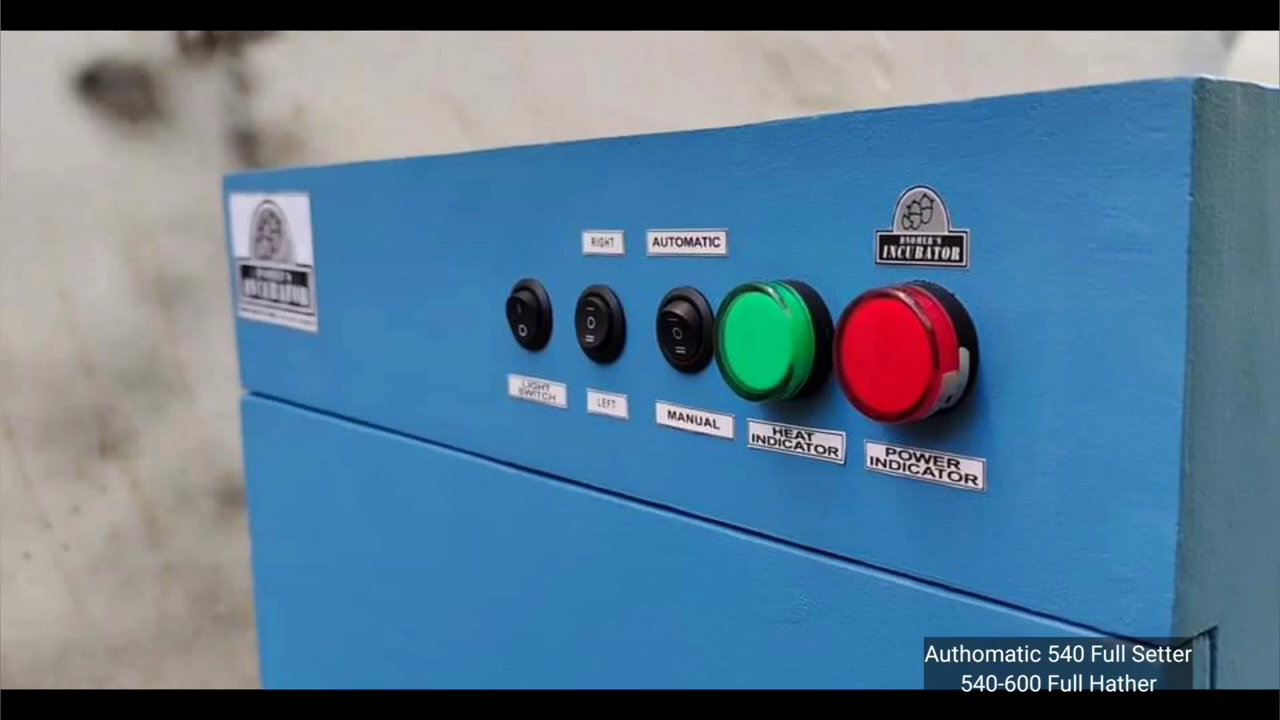 RIGHT
AUTOMATIC
INCUBATOR
INCUBATOR
LIGHT
SWITCH
LEFT
MANUAL
HEAT
INDICATOR
POWER
INDICATOR
Authomatic 540 Full Setter
540-600 Full Hather